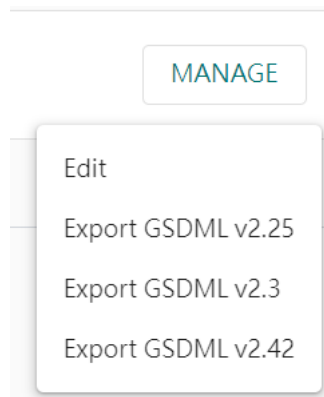 MANAGE
Edit
Export GSDML v2.25
Export GSDML v2.3
Export GSDML v2.42